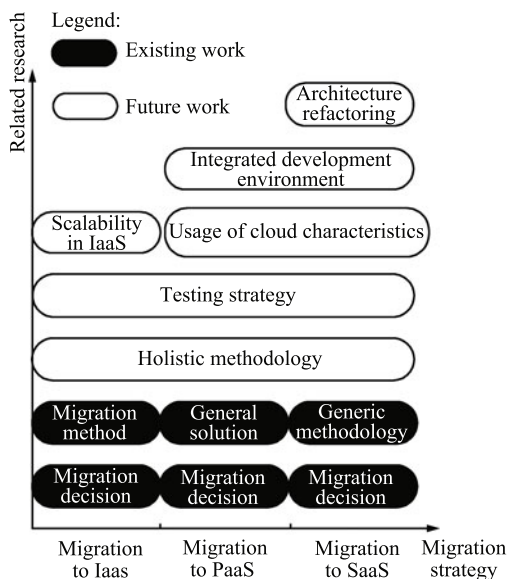 Legend:
Existing work
Future work
Related research
Architecture
refactoring
Integrated development
environment
Scalability
in IaaS
Usage of cloud characteristics
Testing strategy
Holistic methodology
Migration
method
General
solution
Generic
methodology
Migration
decision
Migration
decision
Migration
decision
Migration
to Iaas
Migration
to PaaS
Migration
to SaaS
Migration
strategy